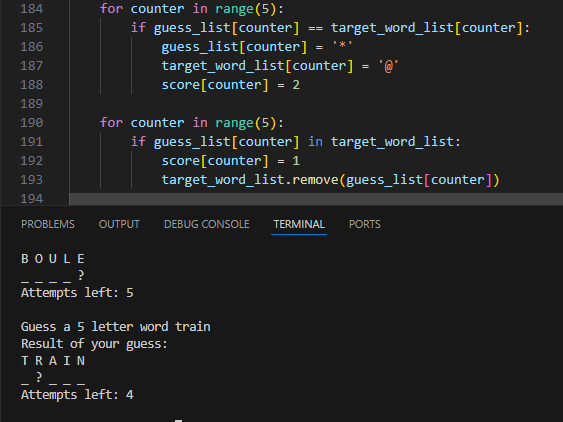 184 for counter in range(5):
185 if guess_list[counter] == target_word_list[counter]:
186 guess_list[counter] = '*'
187 target_word_list[counter] = '@'
188 score[counter] = 2
189
190 for counter in range(5):
191 if guess_list[counter] in target_word_list:
192 score[counter] = 1
193 target_word_list.remove(guess_list[counter])
194
PROBLEMS OUTPUT DEBUG CONSOLE TERMINAL PORTS
B O U L E
_ _ _ _ ?
Attempts left: 5
Guess a 5 letter word train
Result of your guess:
T R A I N
_ ? _ _ _
Attempts left: 4